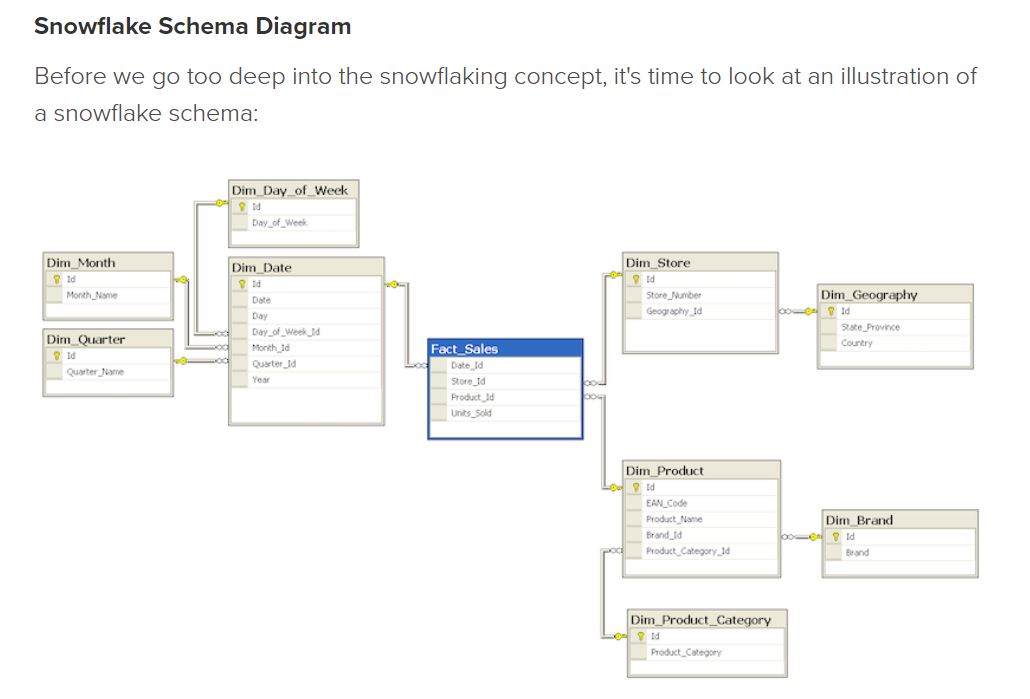 Snowflake Schema Diagram
Before we go too deep into the snowflaking concept, it's time to look at an illustration of
a snowflake schema:
Dim_Day_of_Week
Id
Day_of_Week
Dim_Month
Id
Month_Name
Dim_Quarter
Id
Quarter_Name
Dim_Date
Id
Date
Day
Day_of_Week_Id
Month_Id
Quarter_Id
Year
Fact_Sales
Date_Id
Store_Id
Product_Id
Units_Sold
Dim_Store
Id
Store_Number
Geography_Id
Dim_Geography
Id
State_Province
Country
Dim_Product
Id
EAN_Code
Product_Name
Brand_Id
Product_Category_Id
Dim_Brand
Id
Brand
Dim_Product_Category
Id
Product_Category